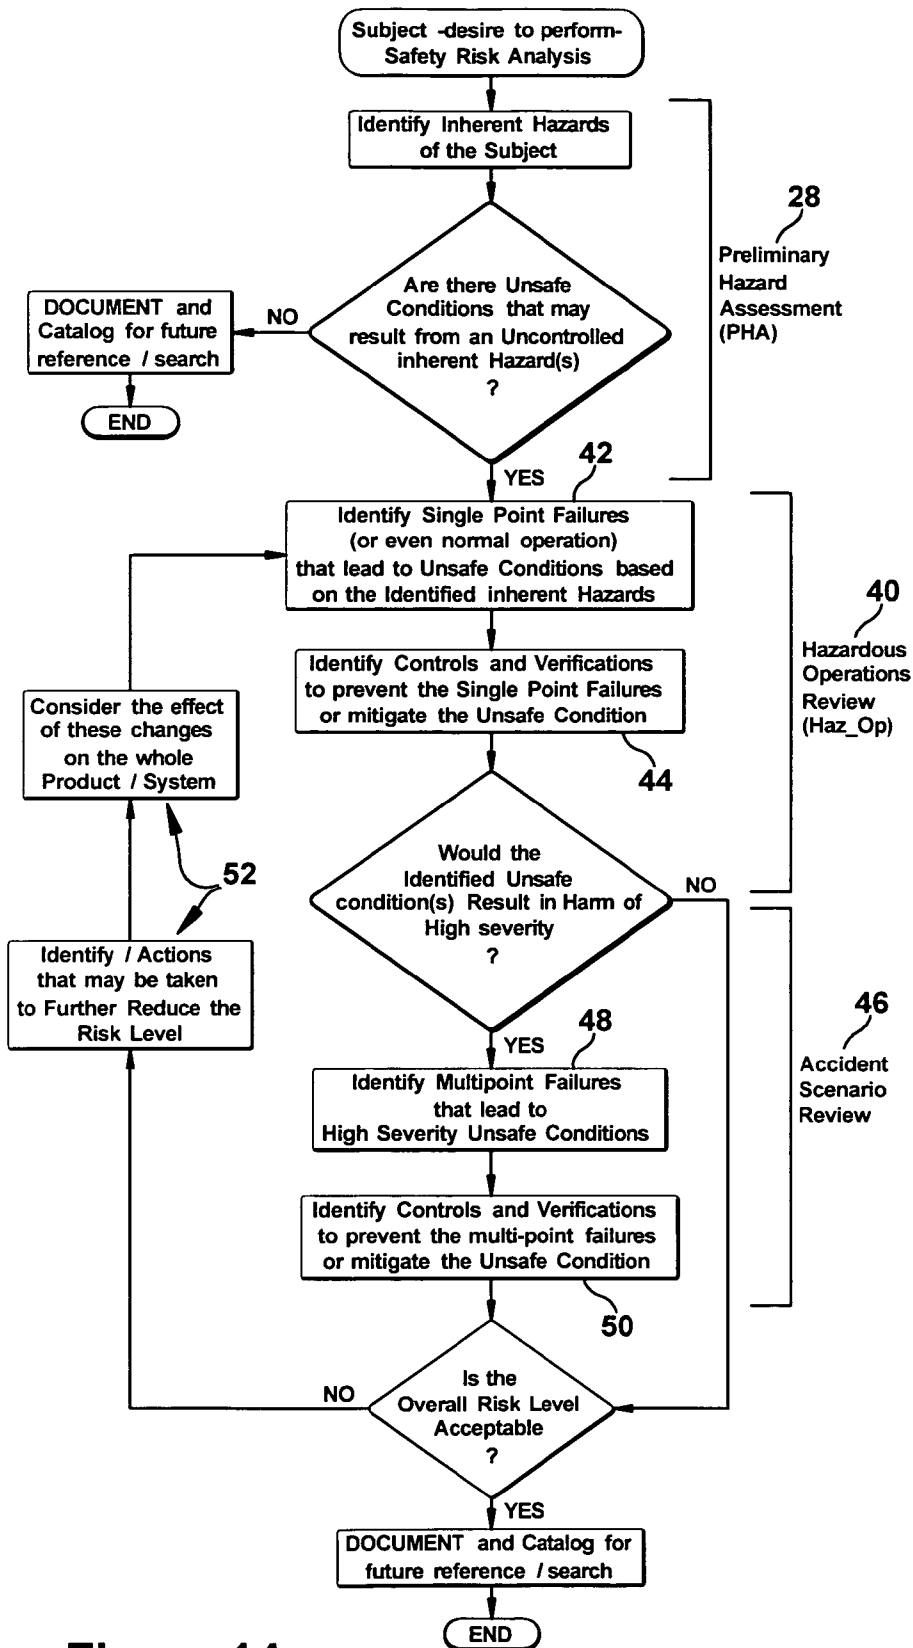 Subject -desire to perform-
Safety Risk Analysis
Identify Inherent Hazards
of the Subject
28
Preliminary
Hazard
Assessment
(PHA)
Are there Unsafe
Conditions that may
result from an Uncontrolled
inherent Hazard(s)
?
NO
DOCUMENT and
Catalog for future
reference / search
END
YES
42
Identify Single Point Failures
(or even normal operation)
that lead to Unsafe Conditions based
on the Identified inherent Hazards
40
Hazardous
Operations
Review
(Haz_Op)
Identify Controls and Verifications
to prevent the Single Point Failures
or mitigate the Unsafe Condition
44
Consider the effect
of these changes
on the whole
Product / System
52
Would the
Identified Unsafe
condition(s) Result in Harm of
High severity
?
NO
Identify / Actions
that may be taken
to Further Reduce the
Risk Level
YES
48
46
Accident
Scenario
Review
Identify Multipoint Failures
that lead to
High Severity Unsafe Conditions
Identify Controls and Verifications
to prevent the multi-point failures
or mitigate the Unsafe Condition
50
Is the
Overall Risk Level
Acceptable
?
NO
YES
DOCUMENT and Catalog for
future reference / search
END